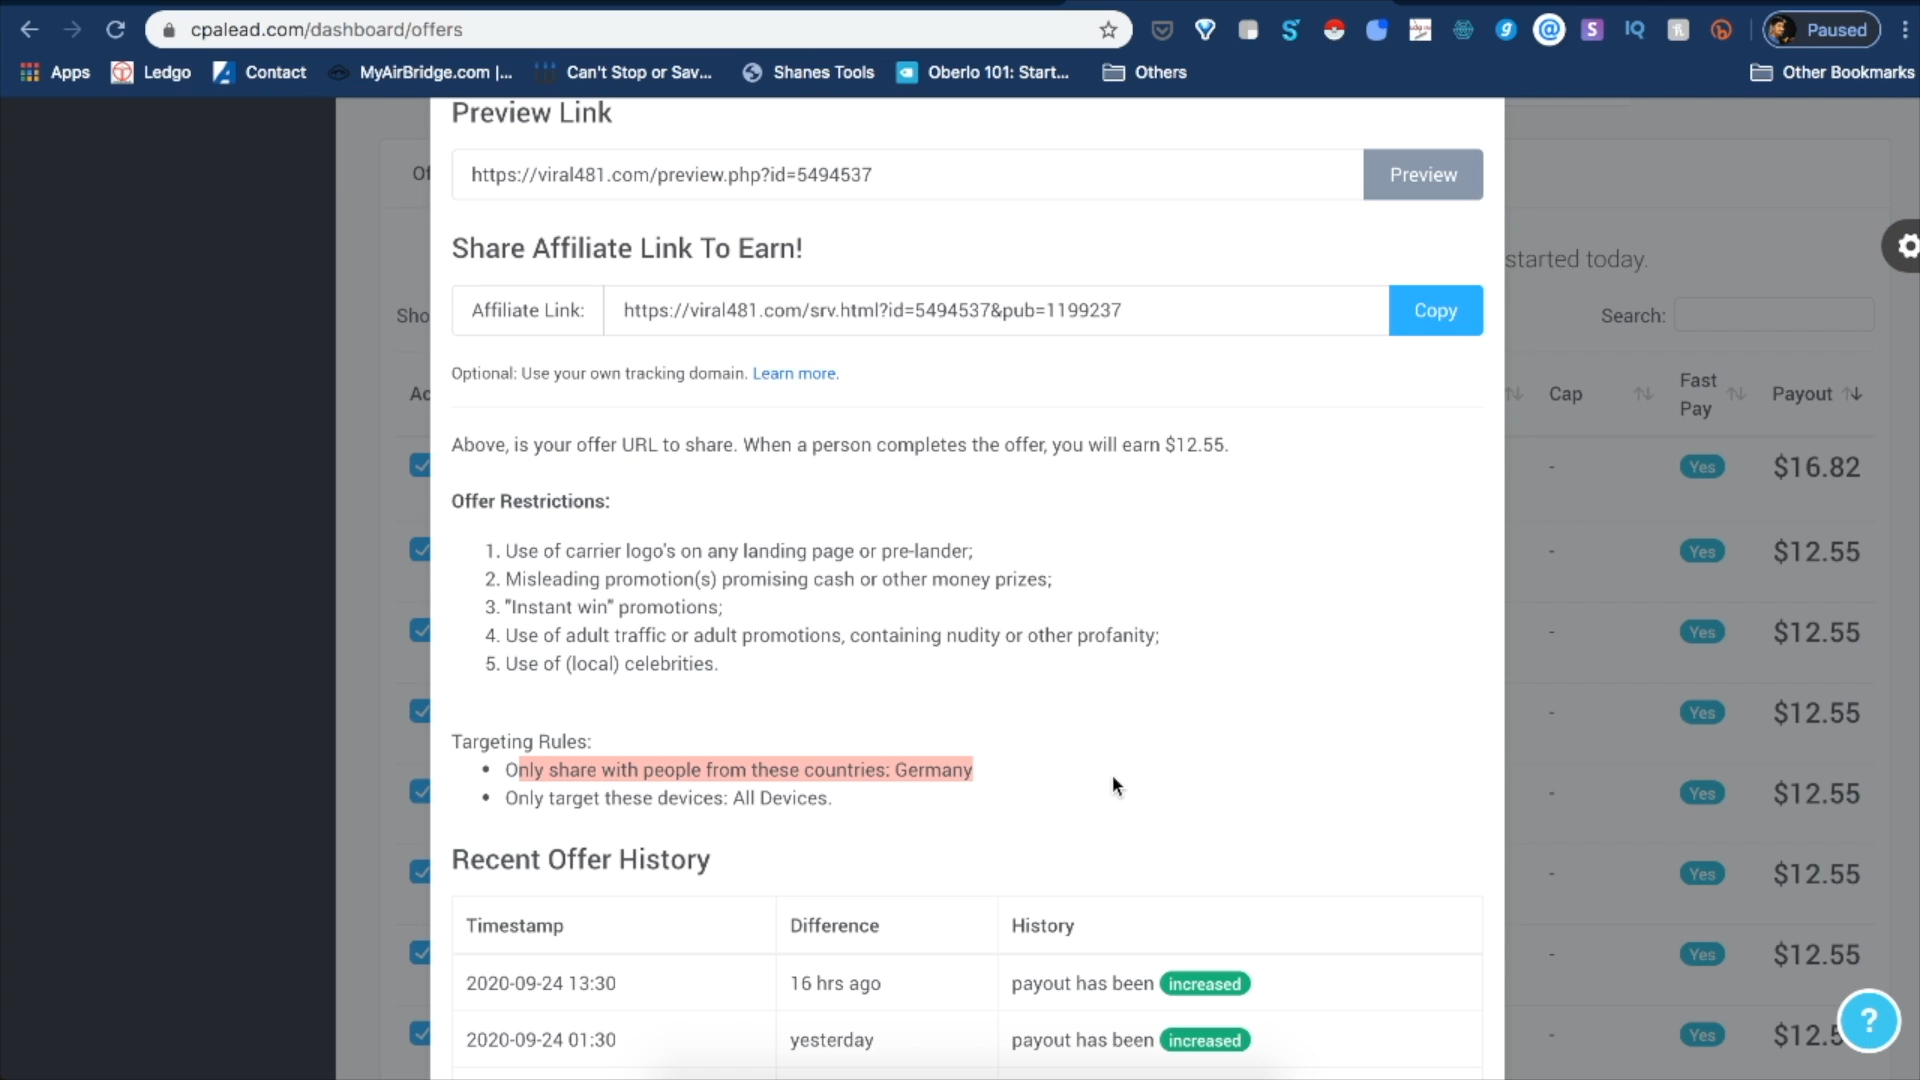 cpalead.com/dashboard/offers
Paused
Apps
Ledgo
Contact
MyAirBridge.com |...
Can't Stop or Sav...
Shanes Tools
Oberlo 101: Start...
Others
Other Bookmarks
Preview Link
https://viral481.com/preview.php?id=5494537
Preview
Share Affiliate Link To Earn!
started today.
Affiliate Link:
https://viral481.com/srv.html?id=5494537&pub=1199237
Copy
Search:
Optional: Use your own tracking domain. Learn more.
Cap
Fast
Pay
Payout
Above, is your offer URL to share. When a person completes the offer, you will earn $12.55.
- Yes $16.82
Offer Restrictions:
1. Use of carrier logo's on any landing page or pre-lander;
- Yes $12.55
2. Misleading promotion(s) promising cash or other money prizes;
3. "Instant win" promotions;
4. Use of adult traffic or adult promotions, containing nudity or other profanity;
- Yes $12.55
5. Use of (local) celebrities.
- Yes $12.55
Targeting Rules:
• Only share with people from these countries: Germany
• Only target these devices: All Devices.
- Yes $12.55
Recent Offer History
- Yes $12.55
Timestamp Difference History
- Yes $12.55
2020-09-24 13:30 16 hrs ago payout has been increased
2020-09-24 01:30 yesterday payout has been increased
- Yes $12.5
?